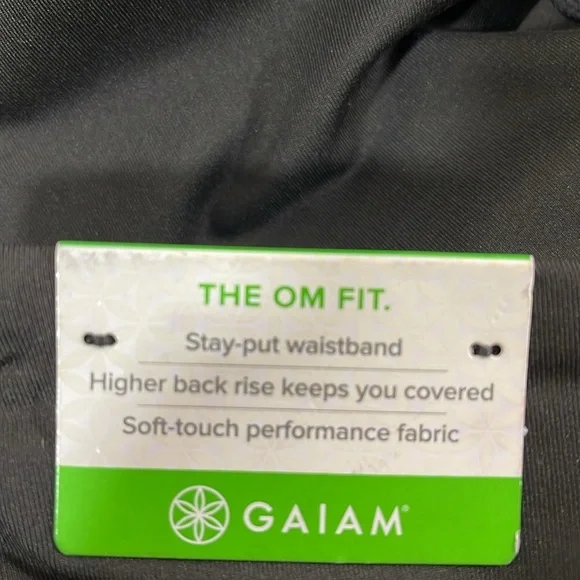 THE OM FIT.
Stay-put waistband
Higher back rise keeps you covered
Soft-touch performance fabric
GAIAM®